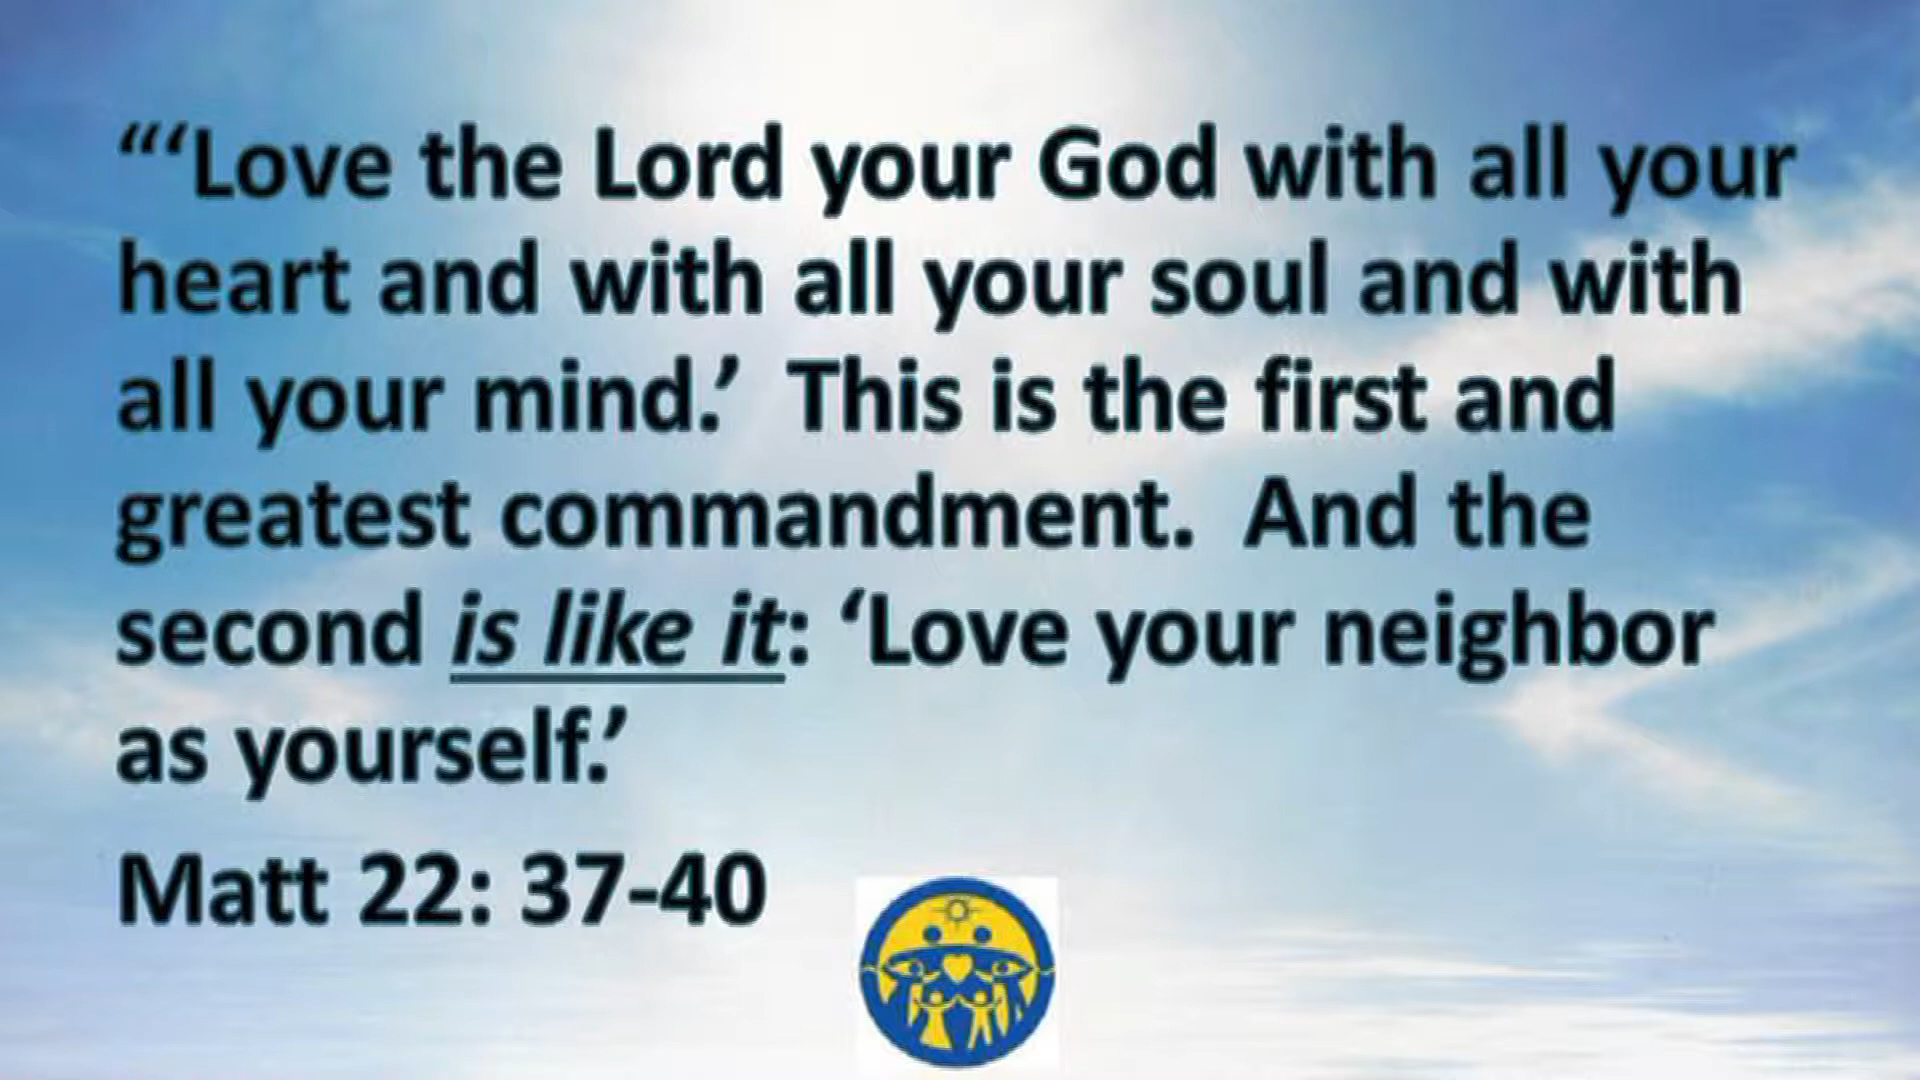 “‘Love the Lord your God with all your
heart and with all your soul and with
all your mind.’  This is the first and
greatest commandment.  And the
second is like it: ‘Love your neighbor
as yourself.’
Matt 22: 37-40